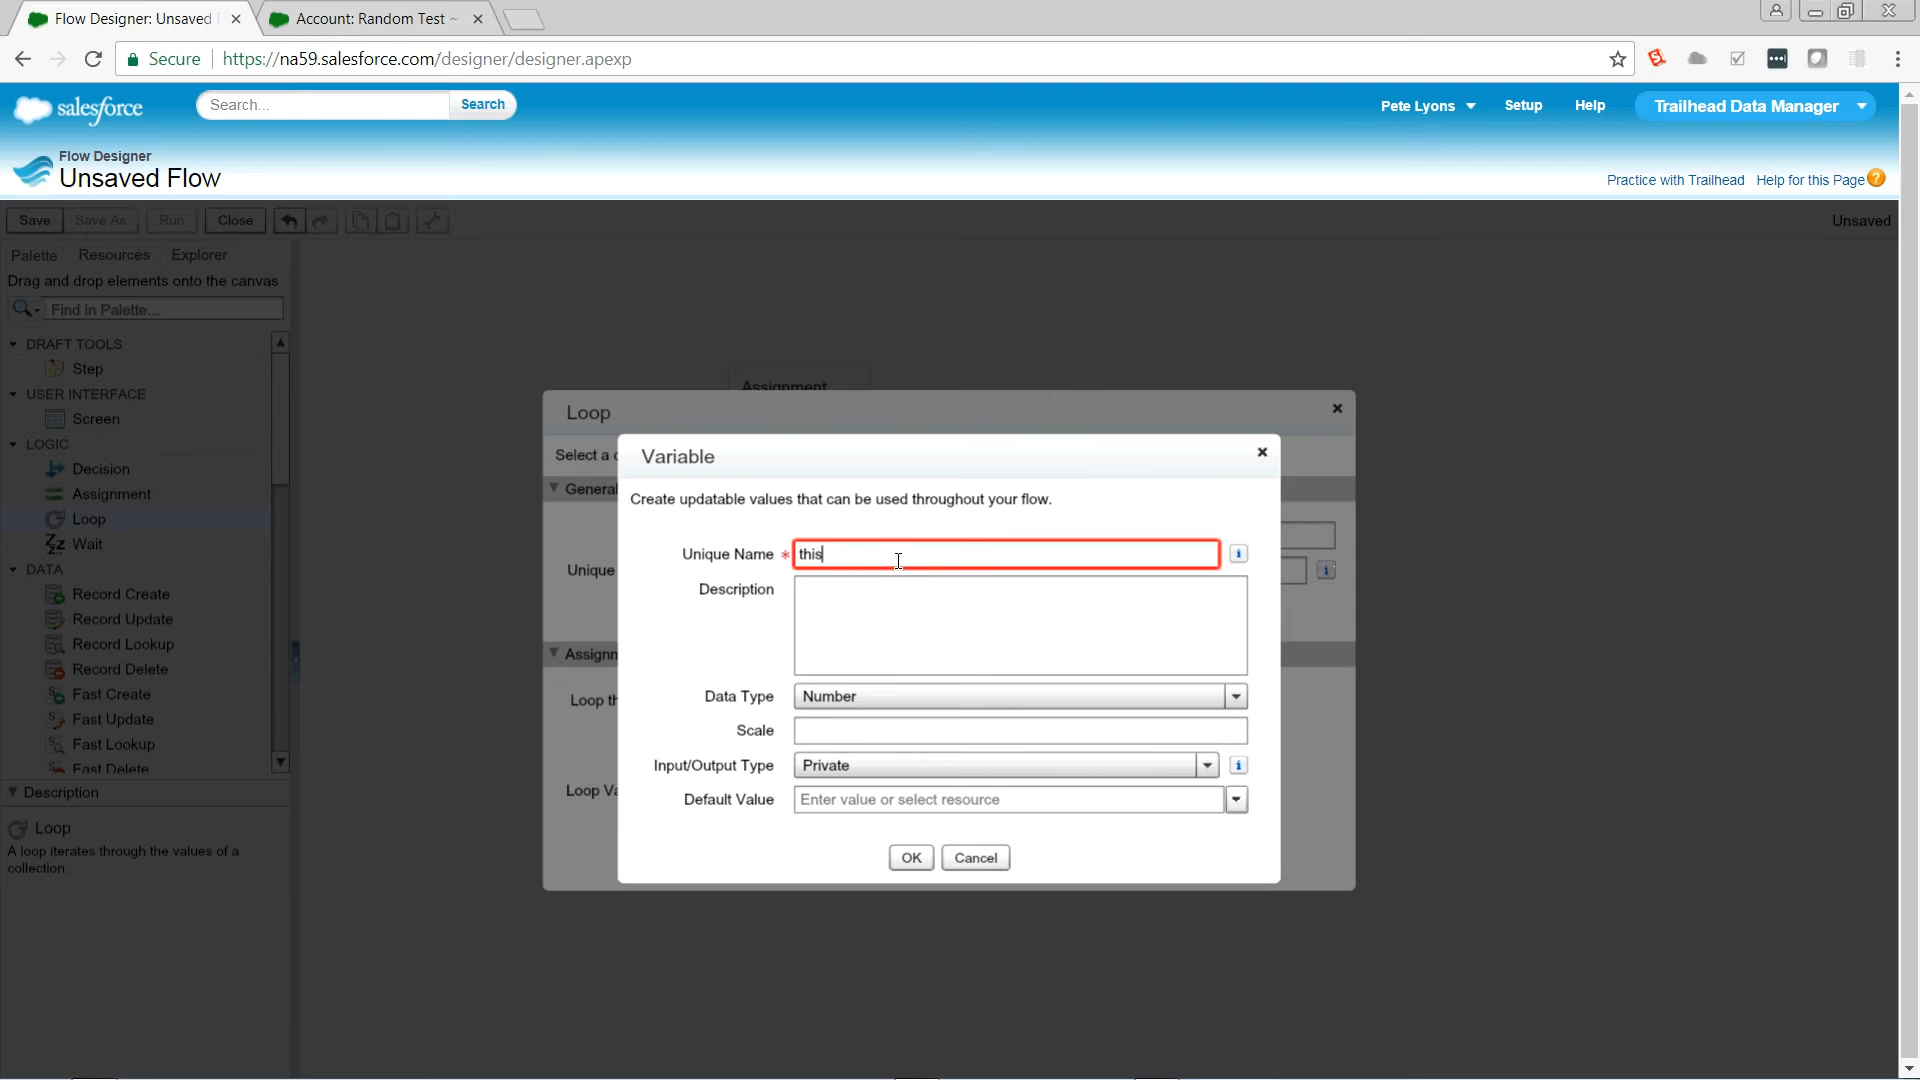 Flow Designer: Unsaved
Account: Random Test ~
Secure
https://na59.salesforce.com/designer/designer.apexp
salesforce
Search...
Search
Pete Lyons
Setup
Help
Trailhead Data Manager
Flow Designer
Unsaved Flow
Practice with Trailhead
Help for this Page
Save
Save As
Run
Close
Unsaved
Palette
Resources
Explorer
Drag and drop elements onto the canvas
Find in Palette...
DRAFT TOOLS
Step
USER INTERFACE
Screen
LOGIC
Decision
Assignment
Loop
Wait
DATA
Record Create
Record Update
Record Lookup
Record Delete
Fast Create
Fast Update
Fast Lookup
Fast Delete
Description
Loop
A loop iterates through the values of a
collection.
Assignment
Loop
Select a
General
Unique
Loop
Variable
Create updatable values that can be used throughout your flow.
Unique Name * this
Description
Data Type Number
Scale
Input/Output Type Private
Default Value Enter value or select resource
OK
Cancel